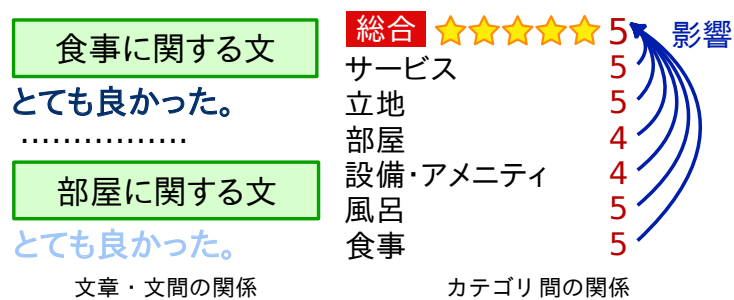 食事に関する文
とても良かった。
................
部屋に関する文
とても良かった。
文章・文間の関係
総合 ★★★★★ 5 影響
サービス 5
立地 5
部屋 4
設備・アメニティ 4
風呂 5
食事 5
カテゴリ間の関係